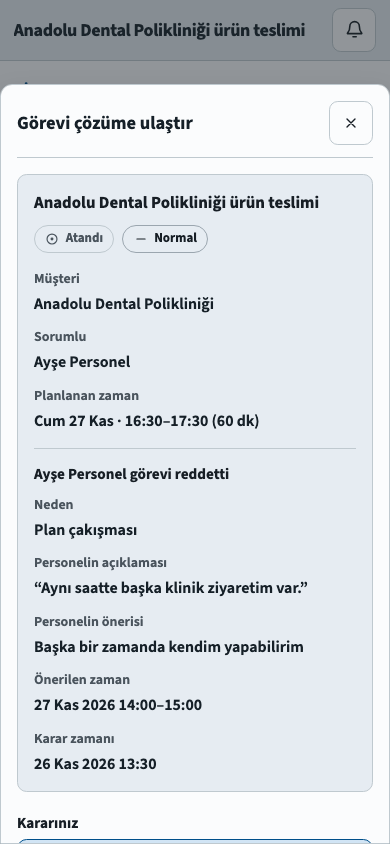 Anadolu Dental Polikliniği ürün teslimi
Görevi çözüme ulaştır
Anadolu Dental Polikliniği ürün teslimi
Atandı
Normal
Müşteri
Anadolu Dental Polikliniği
Sorumlu
Ayşe Personel
Planlanan zaman
Cum 27 Kas · 16:30–17:30 (60 dk)
Ayşe Personel görevi reddetti
Neden
Plan çakışması
Personelin açıklaması
“Aynı saatte başka klinik ziyaretim var.”
Personelin önerisi
Başka bir zamanda kendim yapabilirim
Önerilen zaman
27 Kas 2026 14:00–15:00
Karar zamanı
26 Kas 2026 13:30
Kararınız